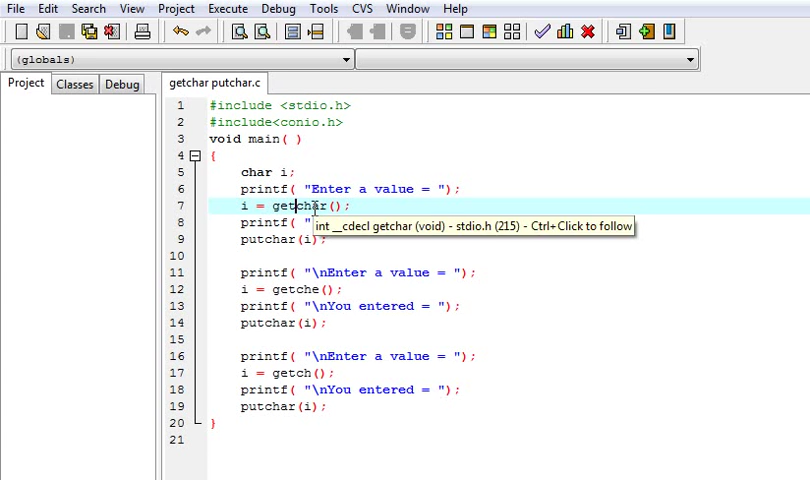 File Edit Search View Project Execute Debug Tools CVS Window Help
(globals)
Project Classes Debug getchar putchar.c
1 #include <stdio.h>
2 #include<conio.h>
3 void main( )
4 {
5 char i;
6 printf( "Enter a value = ");
7 i = getchar();
8 printf( "
int __cdecl getchar (void) - stdio.h (215) - Ctrl+Click to follow
9 putchar(i);
10
11 printf( "\nEnter a value = ");
12 i = getche();
13 printf( "\nYou entered = ");
14 putchar(i);
15
16 printf( "\nEnter a value = ");
17 i = getch();
18 printf( "\nYou entered = ");
19 putchar(i);
20 }
21